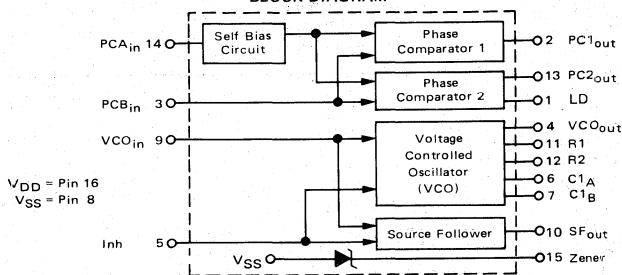 BLOCK DIAGRAM
PCAin 14
Self Bias
Circuit
Phase
Comparator 1
2 PC1out
Phase
Comparator 2
13 PC2out
1 LD
PCBin 3
VCOin 9
Voltage
Controlled
Oscillator
(VCO)
4 VCOout
11 R1
12 R2
6 C1A
7 C1B
VDD = Pin 16
VSS = Pin 8
Inh 5
Source Follower
10 SFout
VSS
15 Zener